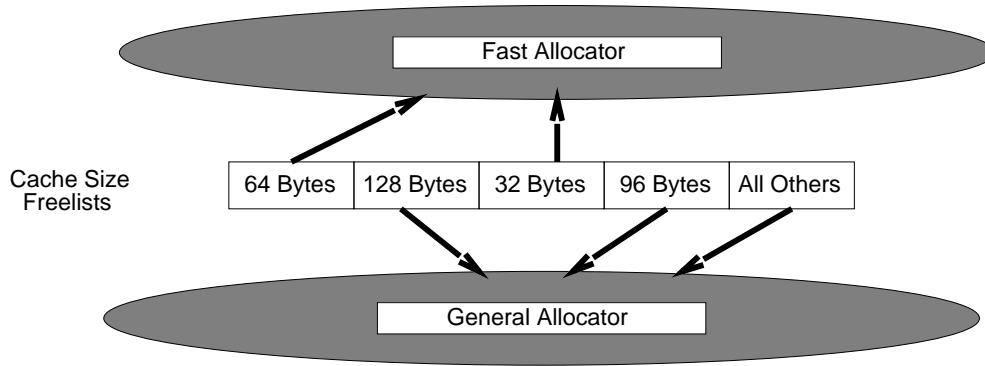 Fast Allocator
Cache Size
Freelists
64 Bytes
128 Bytes
32 Bytes
96 Bytes
All Others
General Allocator